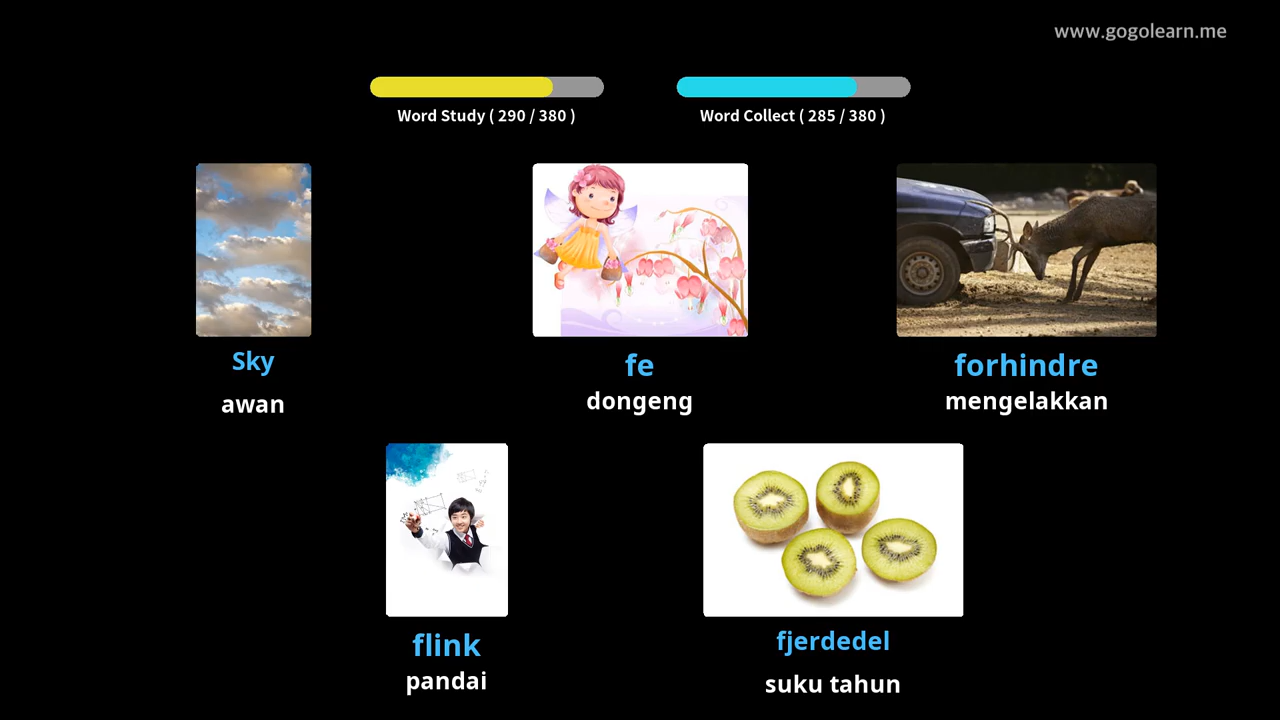 www.gogolearn.me
Word Study ( 290 / 380 )
Word Collect ( 285 / 380 )
Sky
awan
fe
dongeng
forhindre
mengelakkan
flink
pandai
fjerdedel
suku tahun